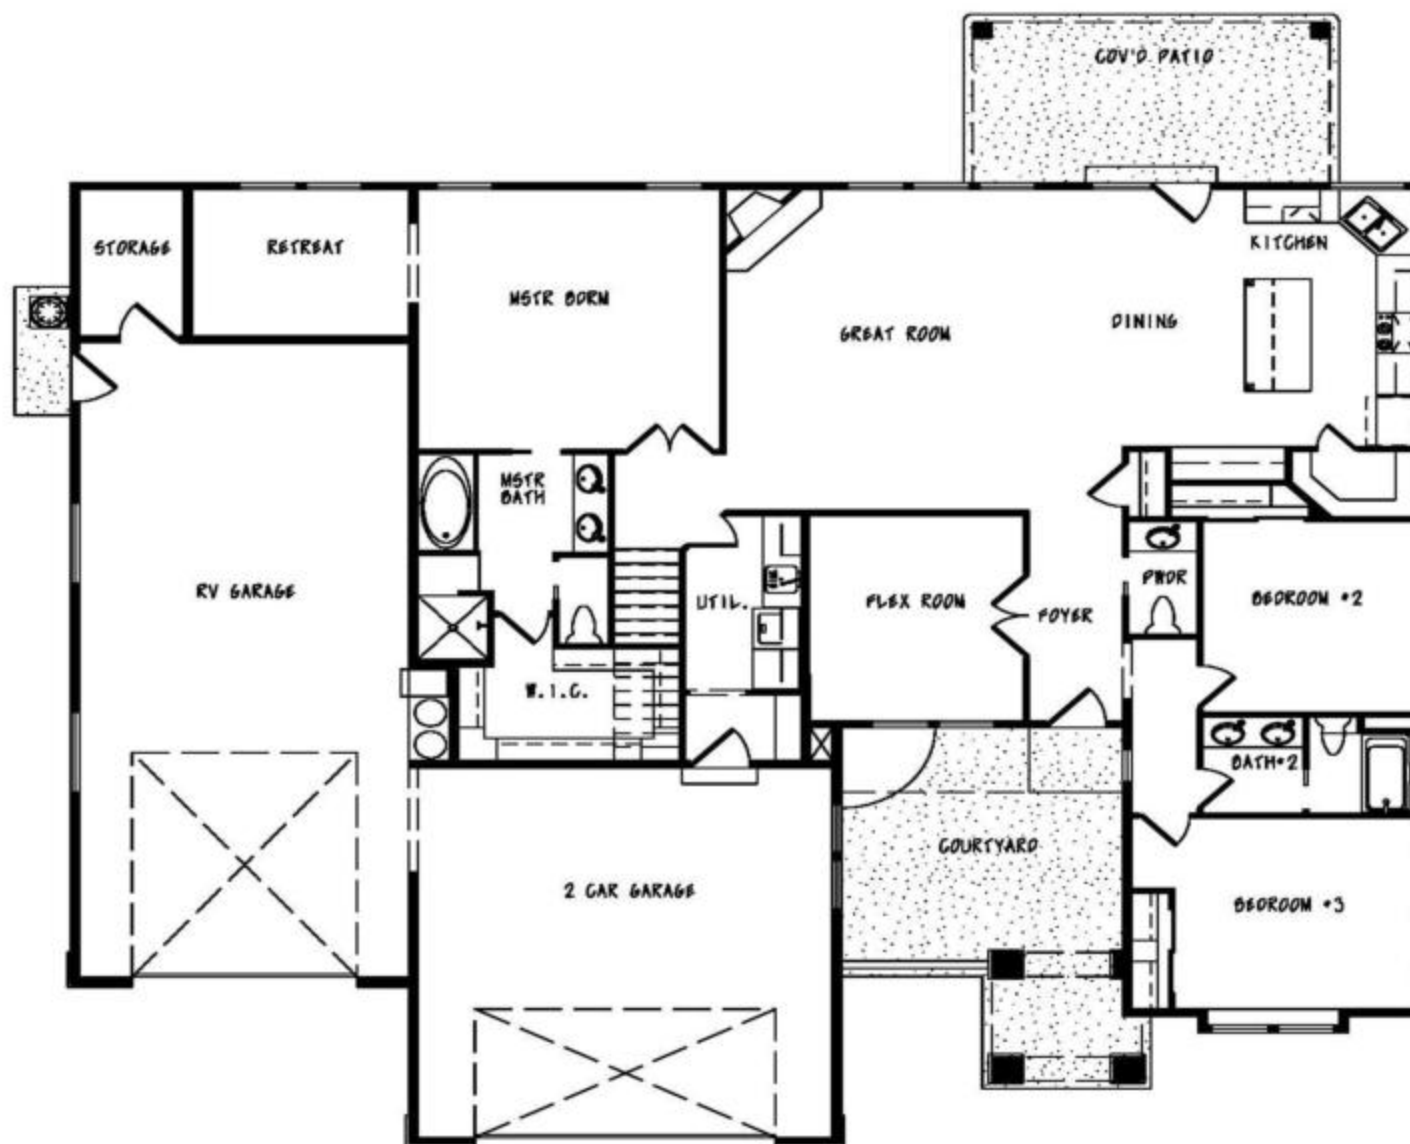 COV'D PATIO
STORAGE
RETREAT
KITCHEN
MSTR BDRM
DINING
GREAT ROOM
MSTR
BATH
RV GARAGE
UTIL.
FLEX ROOM
FOYER
PWDR
BEDROOM #2
W.I.C.
BATH#2
COURTYARD
2 CAR GARAGE
BEDROOM #3